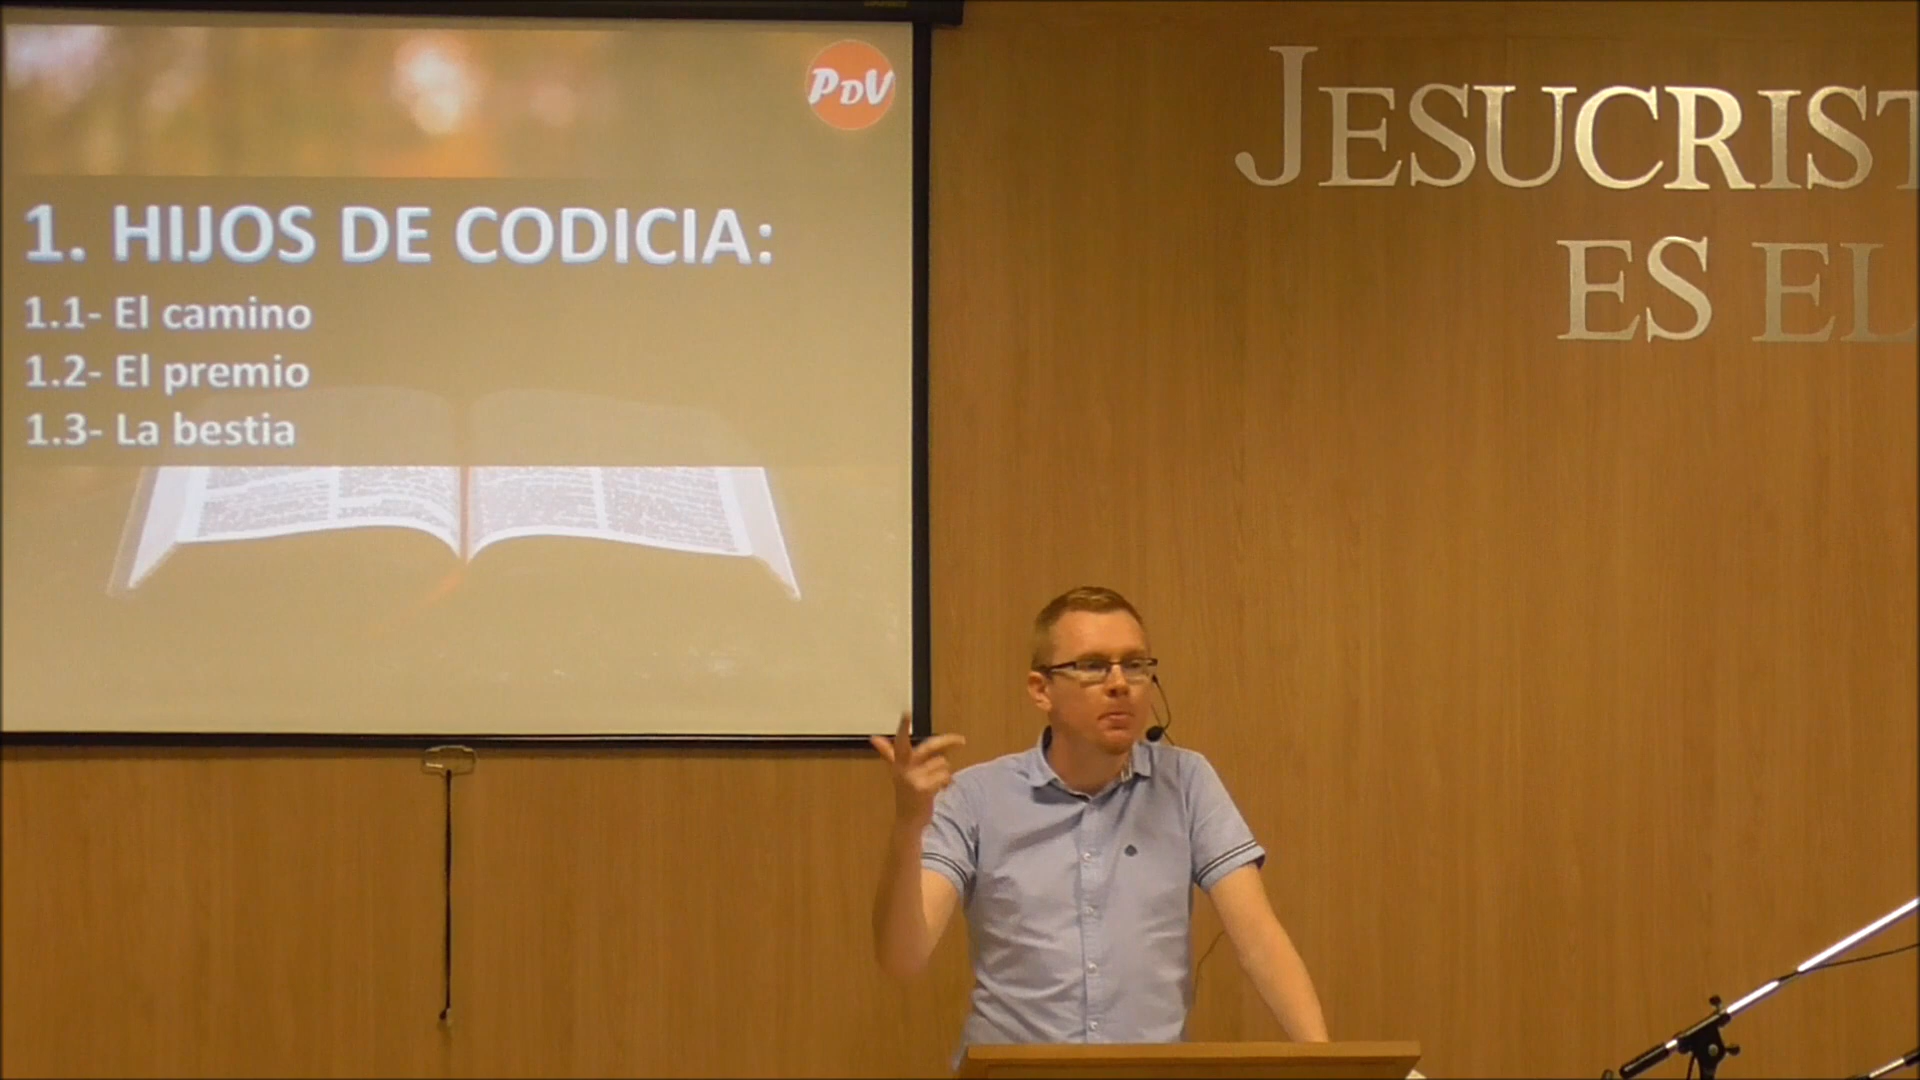 PDV
1. HIJOS DE CODICIA:
1.1- El camino
1.2- El premio
1.3- La bestia
JESUCRIST
ES EL